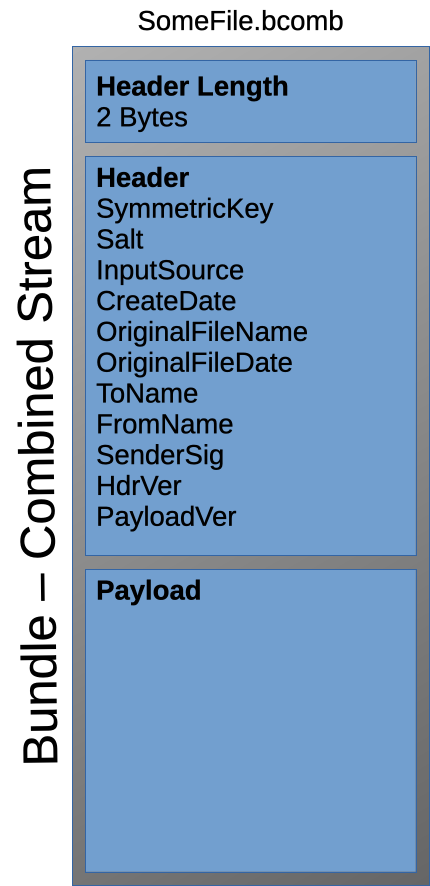 SomeFile.bcomb
Bundle – Combined Stream
Header Length
2 Bytes
Header
SymmetricKey
Salt
InputSource
CreateDate
OriginalFileName
OriginalFileDate
ToName
FromName
SenderSig
HdrVer
PayloadVer
Payload